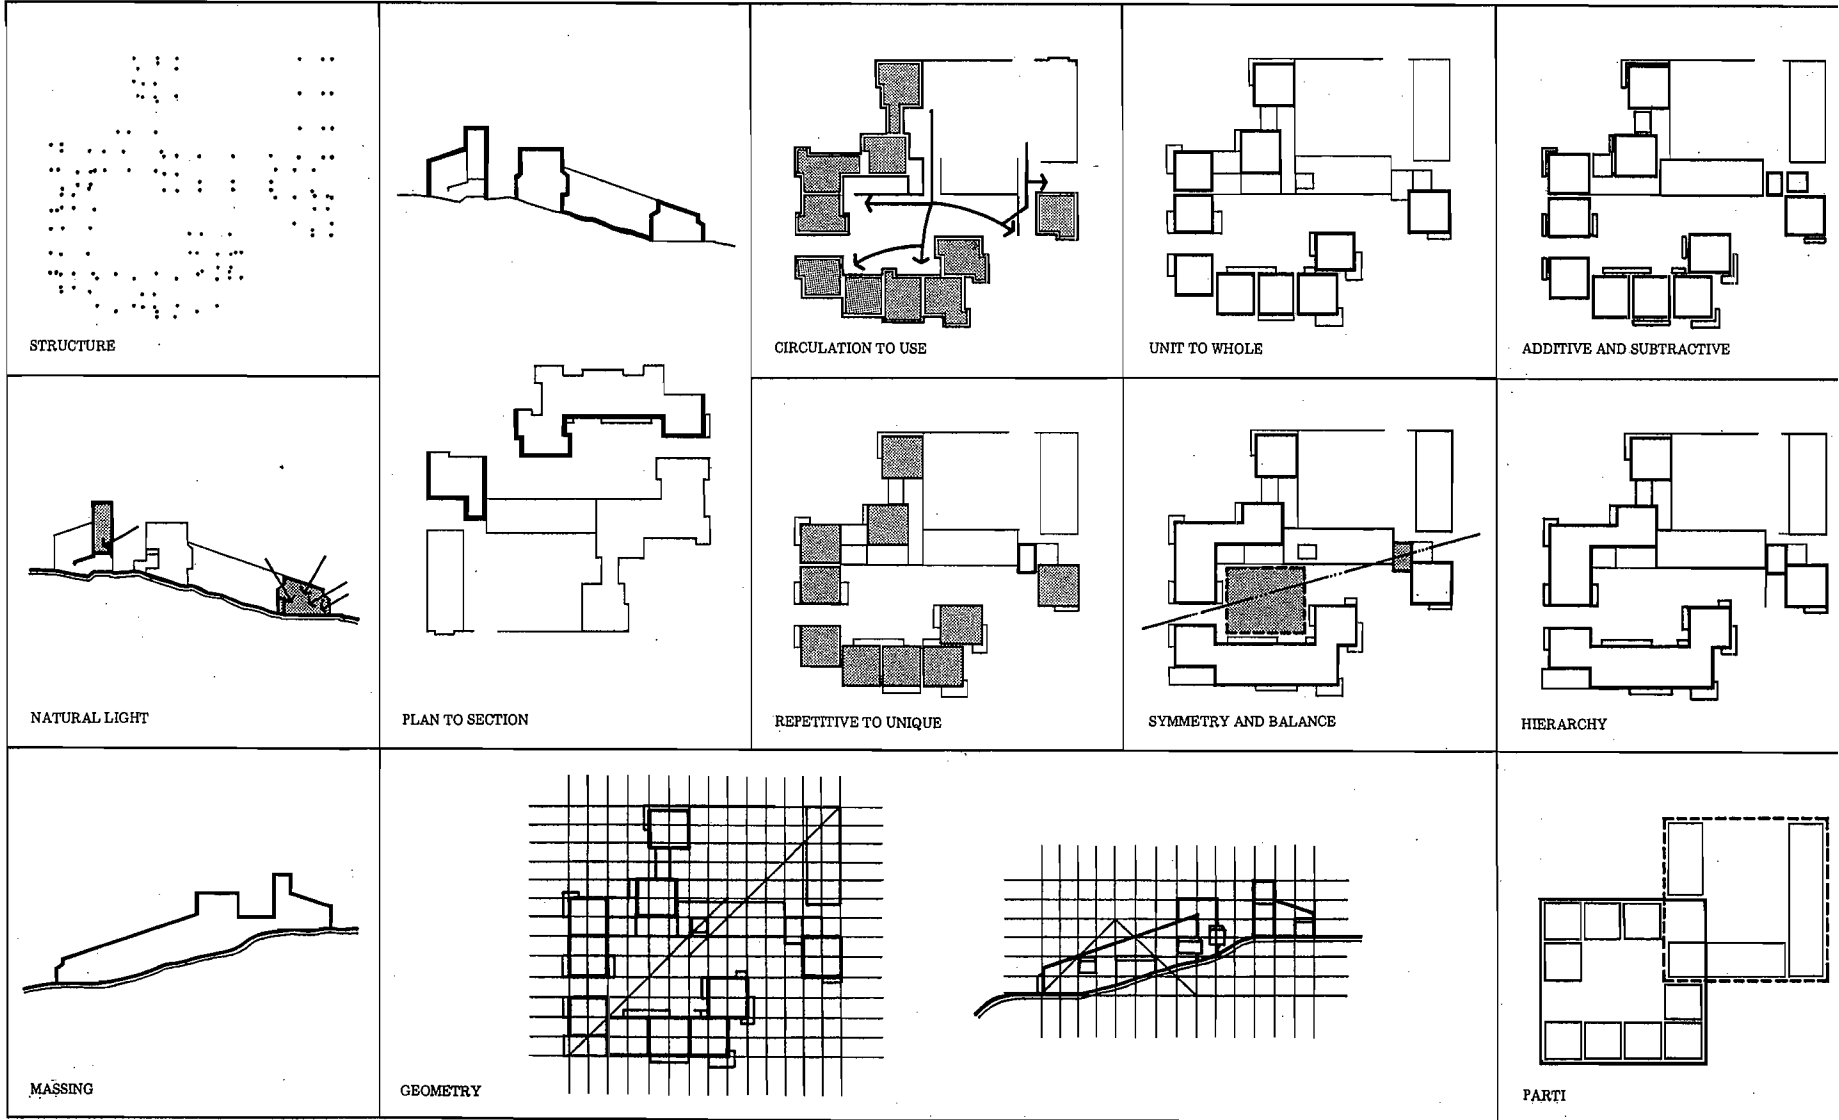 STRUCTURE
CIRCULATION TO USE
UNIT TO WHOLE
ADDITIVE AND SUBTRACTIVE
NATURAL LIGHT
PLAN TO SECTION
REPETITIVE TO UNIQUE
SYMMETRY AND BALANCE
HIERARCHY
MASSING
GEOMETRY
PARTI